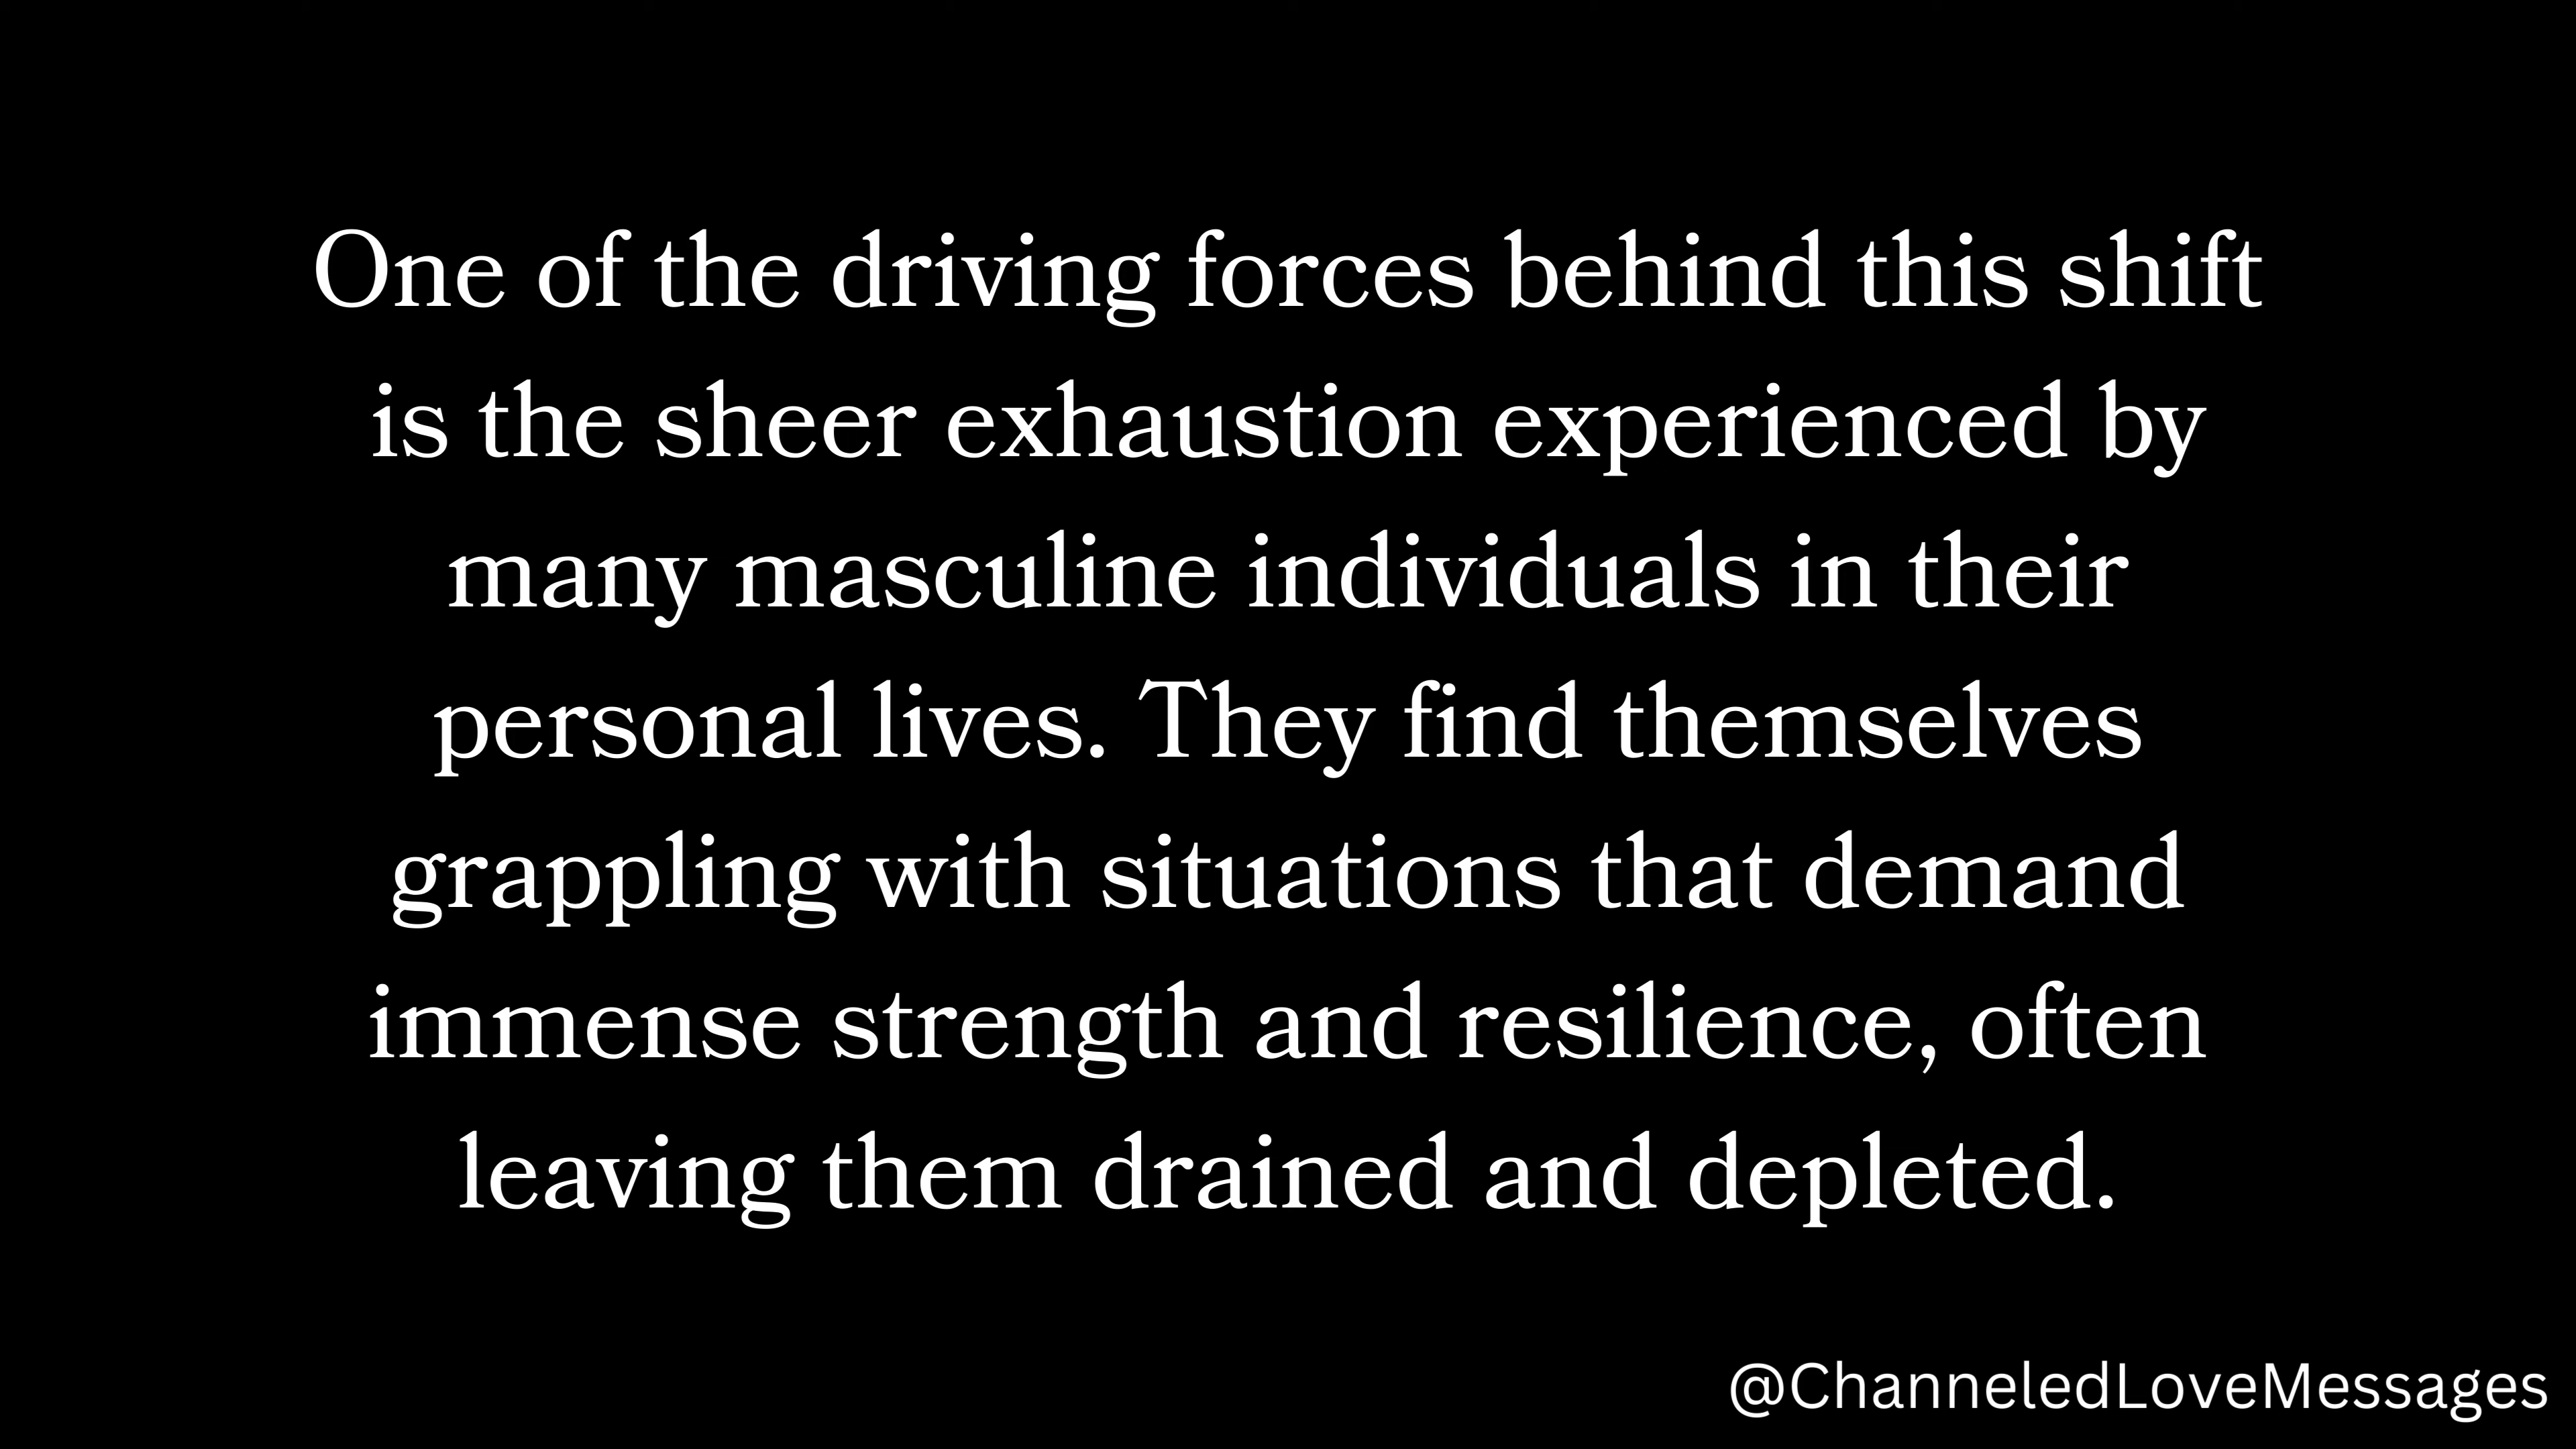 One of the driving forces behind this shift
is the sheer exhaustion experienced by
many masculine individuals in their
personal lives. They find themselves
grappling with situations that demand
immense strength and resilience, often
leaving them drained and depleted.
@ChanneledLoveMessages